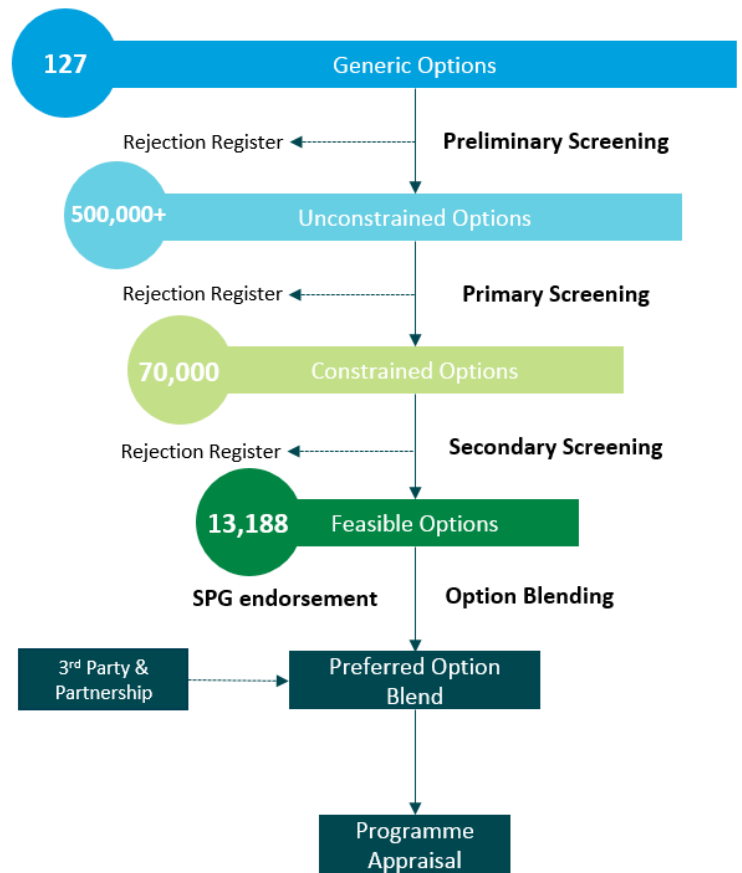 127
Generic Options
Rejection Register
Preliminary Screening
500,000+
Unconstrained Options
Rejection Register
Primary Screening
70,000
Constrained Options
Rejection Register
Secondary Screening
13,188
Feasible Options
SPG endorsement
Option Blending
3rd Party &
Partnership
Preferred Option
Blend
Programme
Appraisal